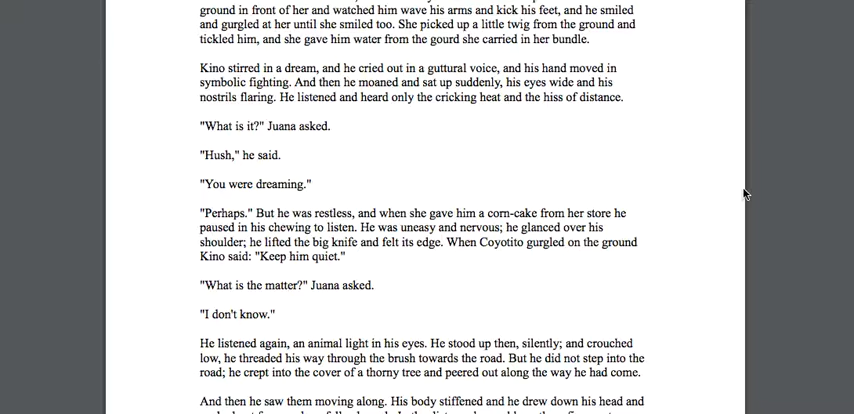 ground in front of her and watched him wave his arms and kick his feet, and he smiled
and gurgled at her until she smiled too. She picked up a little twig from the ground and
tickled him, and she gave him water from the gourd she carried in her bundle.
Kino stirred in a dream, and he cried out in a guttural voice, and his hand moved in
symbolic fighting. And then he moaned and sat up suddenly, his eyes wide and his
nostrils flaring. He listened and heard only the cricking heat and the hiss of distance.
"What is it?" Juana asked.
"Hush," he said.
"You were dreaming."
"Perhaps." But he was restless, and when she gave him a corn-cake from her store he
paused in his chewing to listen. He was uneasy and nervous; he glanced over his
shoulder; he lifted the big knife and felt its edge. When Coyotito gurgled on the ground
Kino said: "Keep him quiet."
"What is the matter?" Juana asked.
"I don't know."
He listened again, an animal light in his eyes. He stood up then, silently; and crouched
low, he threaded his way through the brush towards the road. But he did not step into the
road; he crept into the cover of a thorny tree and peered out along the way he had come.
And then he saw them moving along. His body stiffened and he drew down his head and